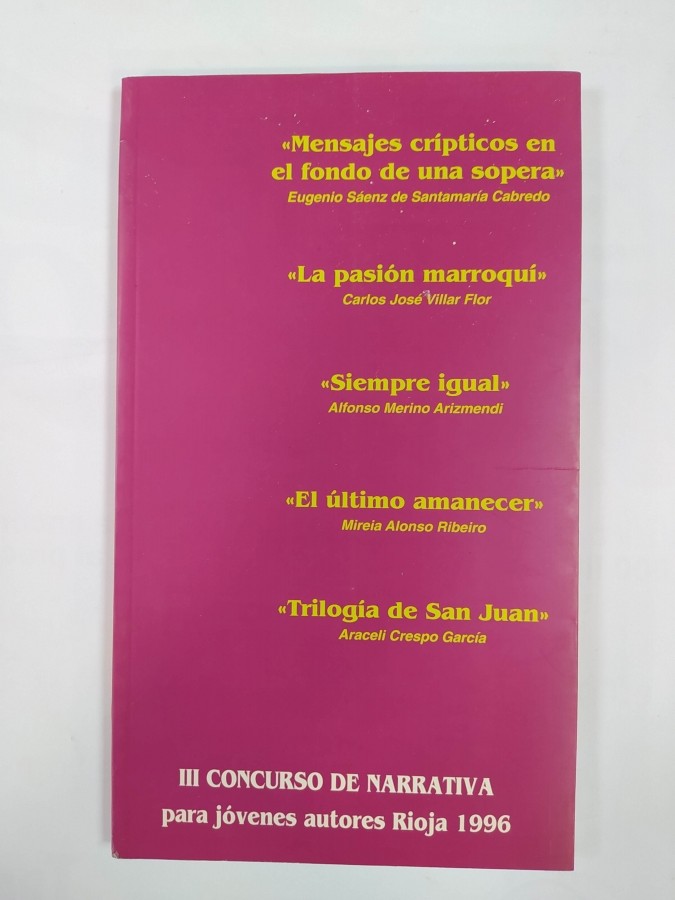 «Mensajes crípticos en
el fondo de una sopera»
Eugenio Sáenz de Santamaría Cabredo
«La pasión marroquí»
Carlos José Villar Flor
«Siempre igual»
Alfonso Merino Arizmendi
«El último amanecer»
Mireia Alonso Ribeiro
«Trilogía de San Juan»
Araceli Crespo García
III CONCURSO DE NARRATIVA
para jóvenes autores Rioja 1996